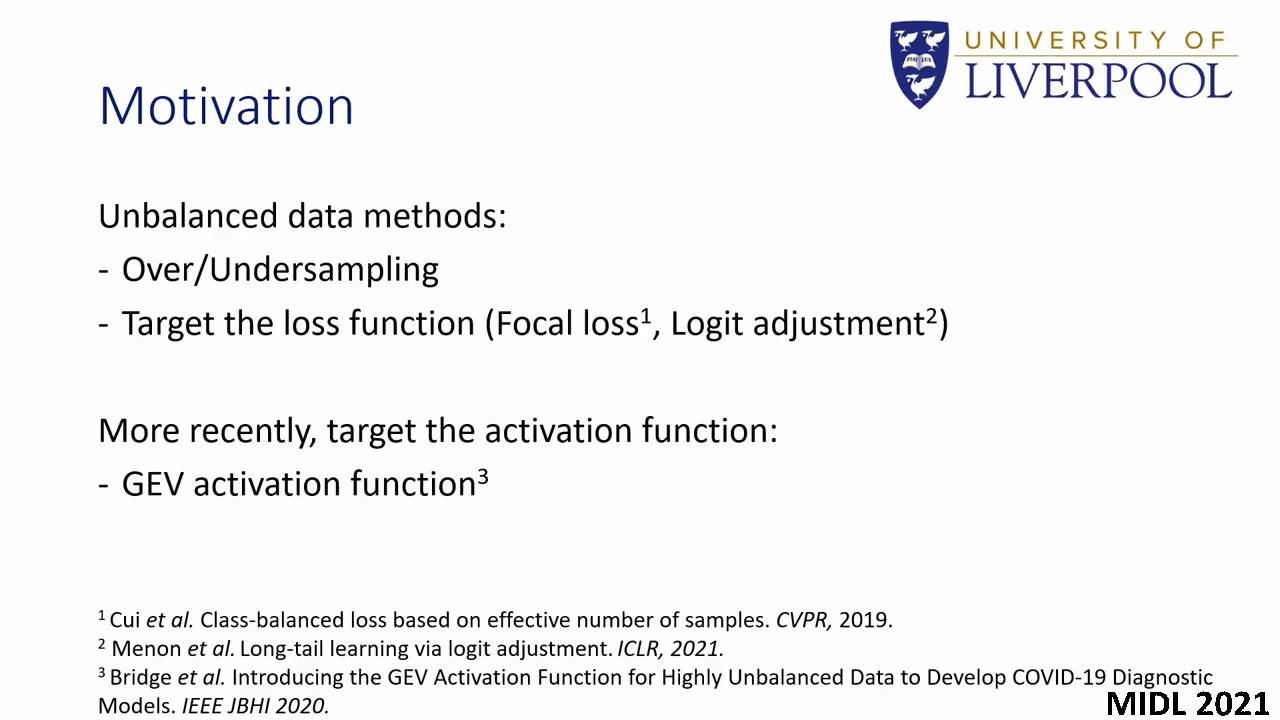 UNIVERSITY OF
LIVERPOOL
Motivation
Unbalanced data methods:
- Over/Undersampling
- Target the loss function (Focal loss¹, Logit adjustment²)
More recently, target the activation function:
- GEV activation function³
¹ Cui et al. Class-balanced loss based on effective number of samples. CVPR, 2019.
² Menon et al. Long-tail learning via logit adjustment. ICLR, 2021.
³ Bridge et al. Introducing the GEV Activation Function for Highly Unbalanced Data to Develop COVID-19 Diagnostic
Models. IEEE JBHI 2020.
MIDL 2021